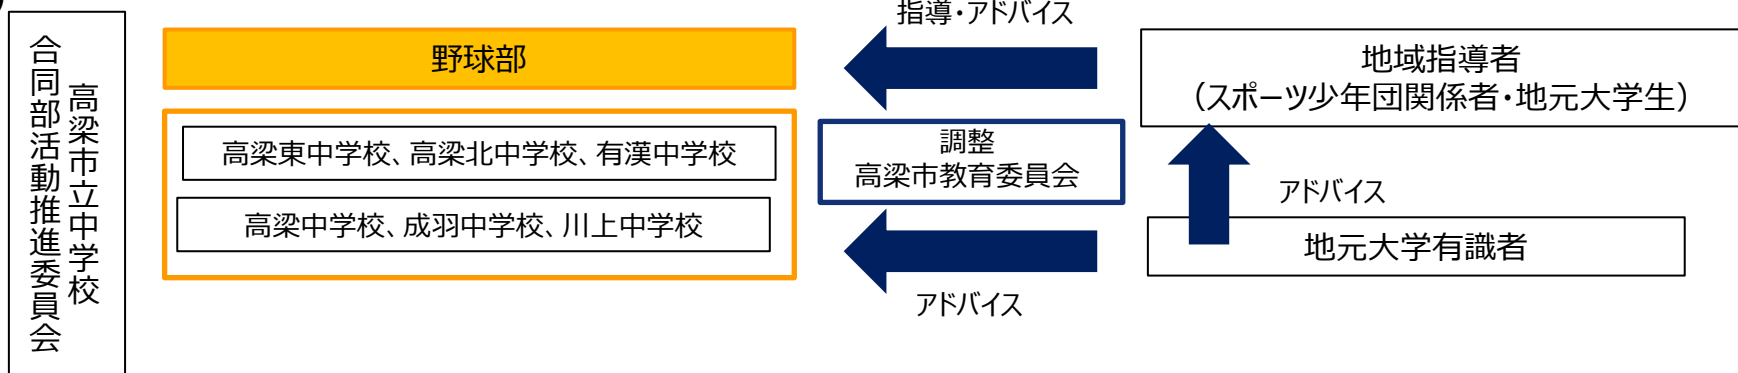 高梁市立中学校
合同部活動推進委員会
野球部
高梁東中学校、高梁北中学校、有漢中学校
高梁中学校、成羽中学校、川上中学校
指導・アドバイス
調整
高梁市教育委員会
アドバイス
地域指導者
（スポーツ少年団関係者・地元大学生）
アドバイス
地元大学有識者